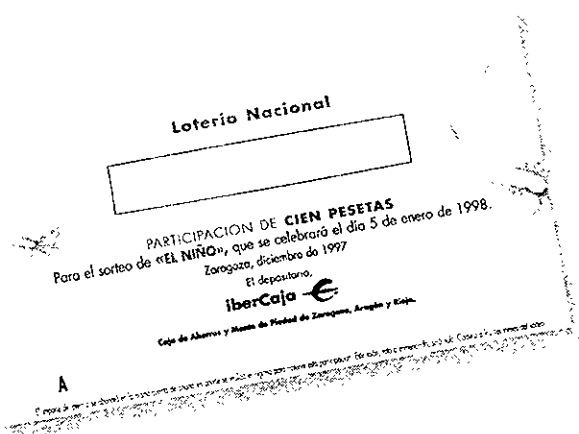 Lotería Nacional
PARTICIPACION DE CIEN PESETAS
Para el sorteo de «EL NIÑO», que se celebrará el día 5 de enero de 1998.
Zaragoza, diciembre de 1997
El depositario,
iberCaja
Caja de Ahorros y Monte de Piedad de Zaragoza, Aragón y Rioja.
A